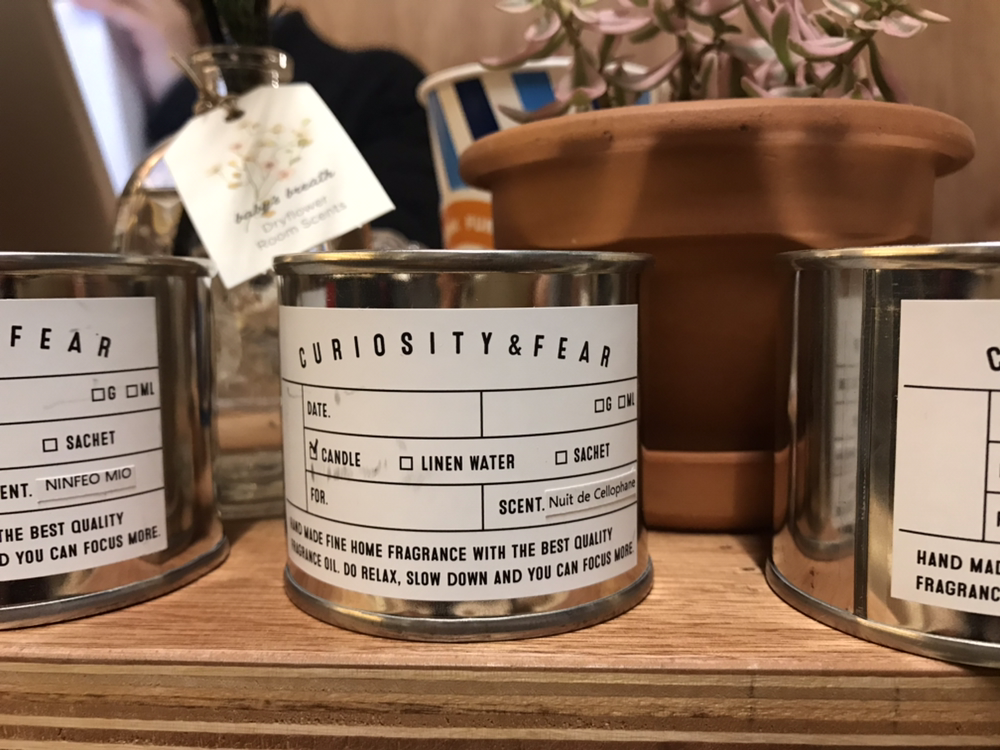 baby's breath
Dryflower
Room Scents
FEAR
G ML
SACHET
ENT. NINFEO MIO
THE BEST QUALITY
D YOU CAN FOCUS MORE.
CURIOSITY&FEAR
DATE. G ML
CANDLE LINEN WATER SACHET
FOR. SCENT. Nuit de Cellophane
HAND MADE FINE HOME FRAGRANCE WITH THE BEST QUALITY
FRAGRANCE OIL. DO RELAX, SLOW DOWN AND YOU CAN FOCUS MORE.
C
HAND MAD
FRAGRANC